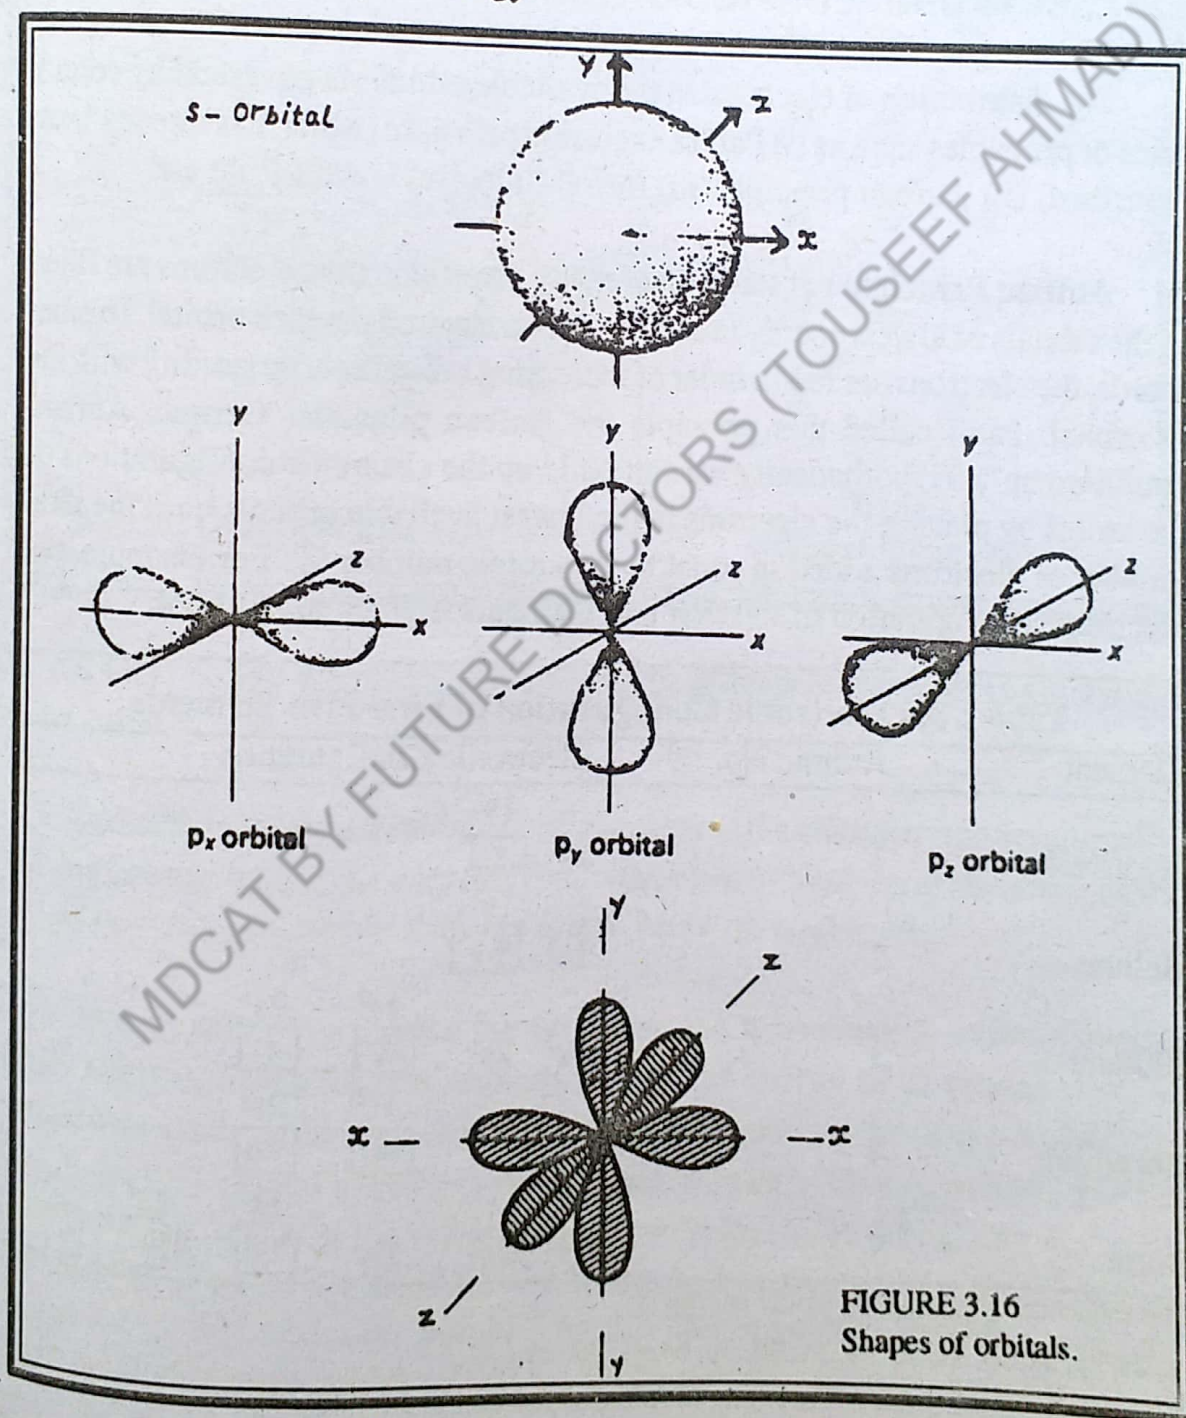 s- orbital
Y
z
x
y
z
x
y
z
x
y
z
x
px orbital
py orbital
pz orbital
Y
z
x
x
z
y
FIGURE 3.16
Shapes of orbitals.
MDCAT BY FUTURE DOCTORS (TOUSEEF AHMAD)